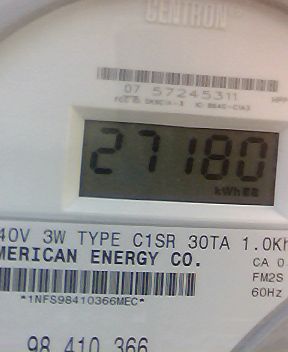 CENTRON®
07 57245311
27180
kWh
40V 3W TYPE C1SR 30TA 1.0Kh
MERICAN ENERGY CO.
CA 0.
FM2S
*1NFS98410366MEC*
60Hz
98 410 366